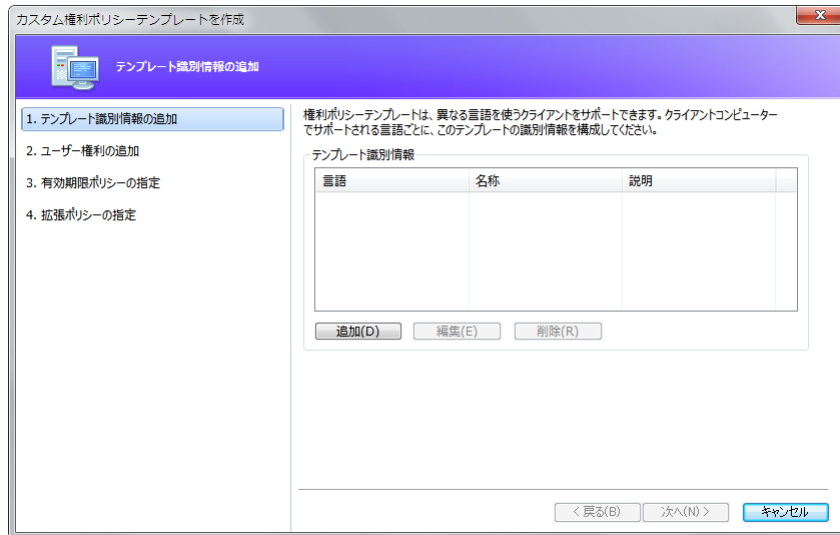 カスタム権利ポリシーテンプレートを作成
テンプレート識別情報の追加
1. テンプレート識別情報の追加
2. ユーザー権利の追加
3. 有効期限ポリシーの指定
4. 拡張ポリシーの指定
権利ポリシーテンプレートは、異なる言語を使うクライアントをサポートできます。クライアントコンピューター
でサポートされる言語ごとに、このテンプレートの識別情報を構成してください。
テンプレート識別情報
言語 名称 説明
追加(D) 編集(E) 削除(R)
< 戻る(B) 次へ(N) > キャンセル